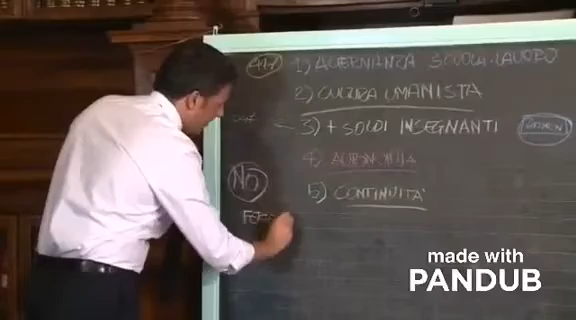 1) ALTERNANZA SCUOLA-LAVORO
2) CULTURA UMANISTA
3) + SOLDI INSEGNANTI
4) AUTONOMIA
NO
5) CONTINUITA'
made with
PANDUB